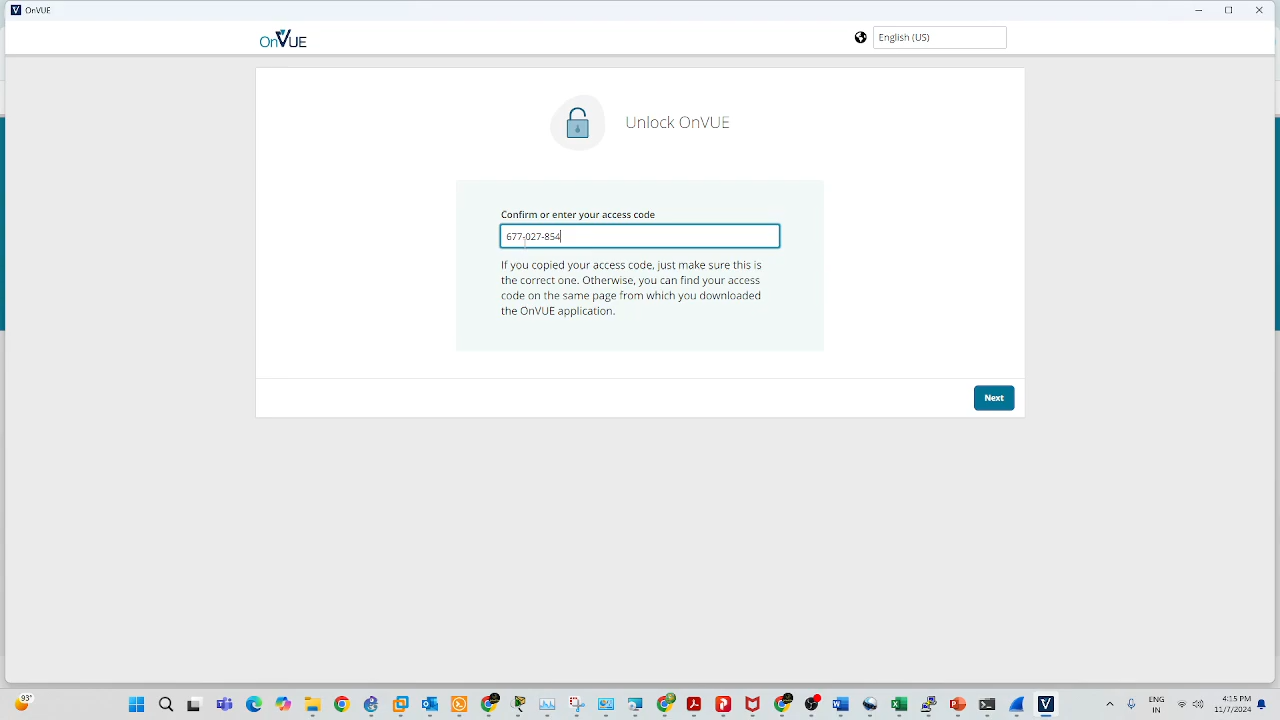 OnVUE
OnVUE
English (US)
Unlock OnVUE
Confirm or enter your access code
677-027-854
If you copied your access code, just make sure this is
the correct one. Otherwise, you can find your access
code on the same page from which you downloaded
the OnVUE application.
Next
93°
ENG
IN
4:15 PM
11/7/2024